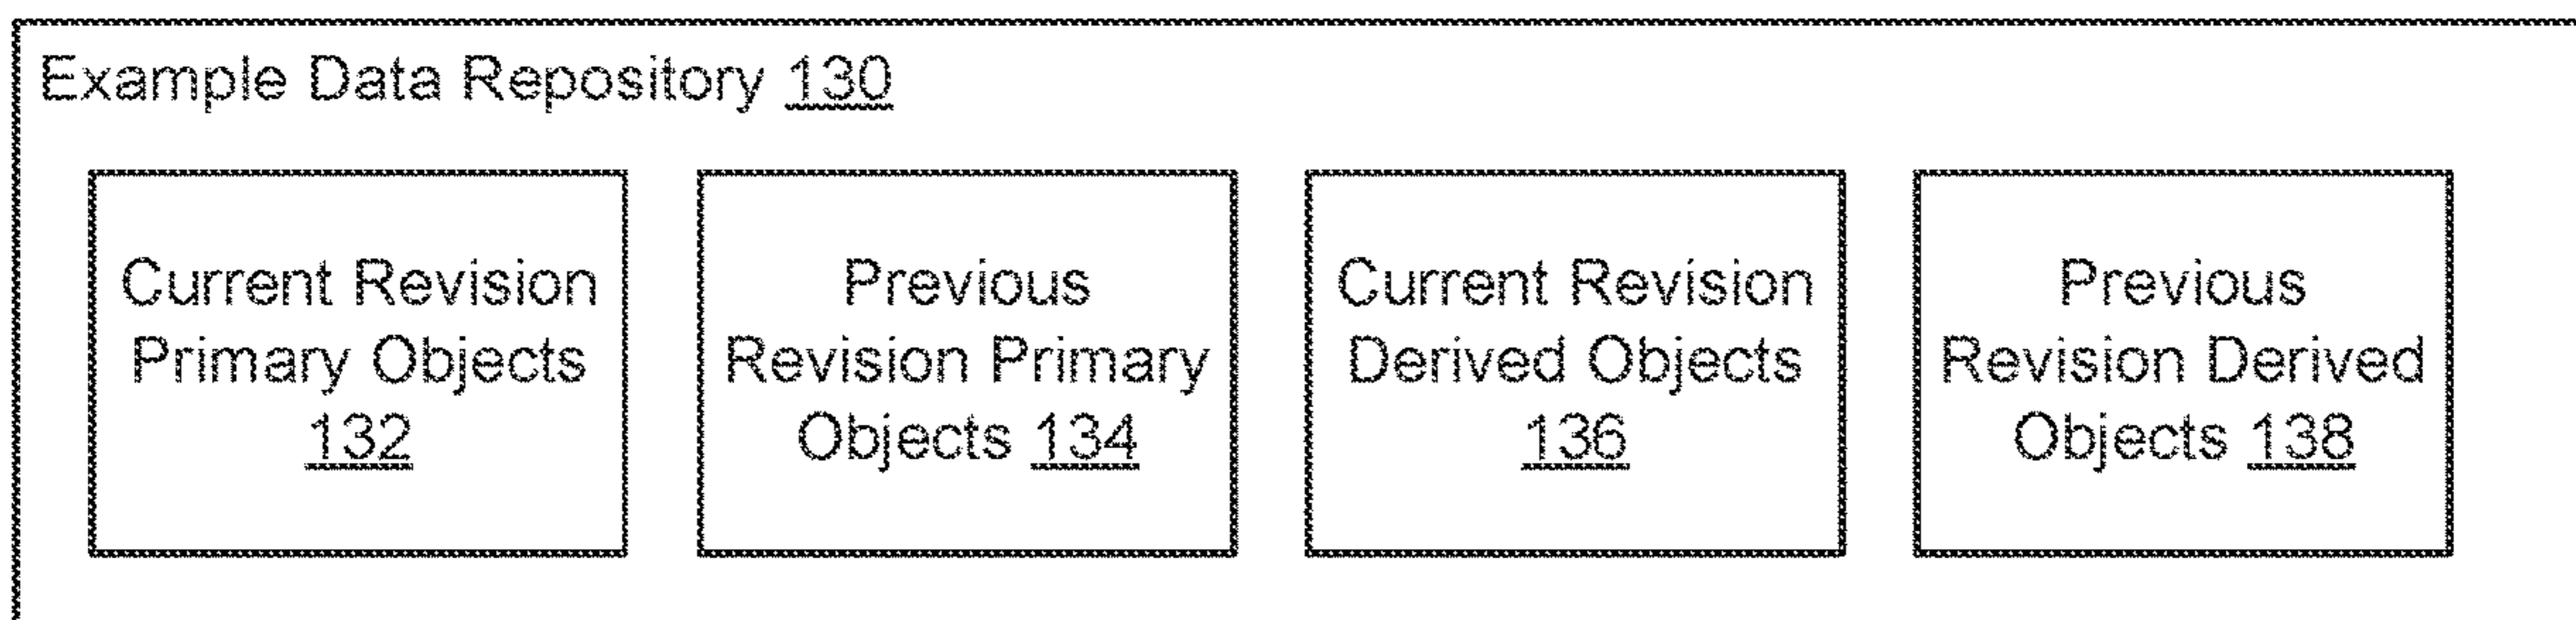 Example Data Repository 130
Current Revision
Primary Objects
132
Previous
Revision Primary
Objects 134
Current Revision
Derived Objects
136
Previous
Revision Derived
Objects 138